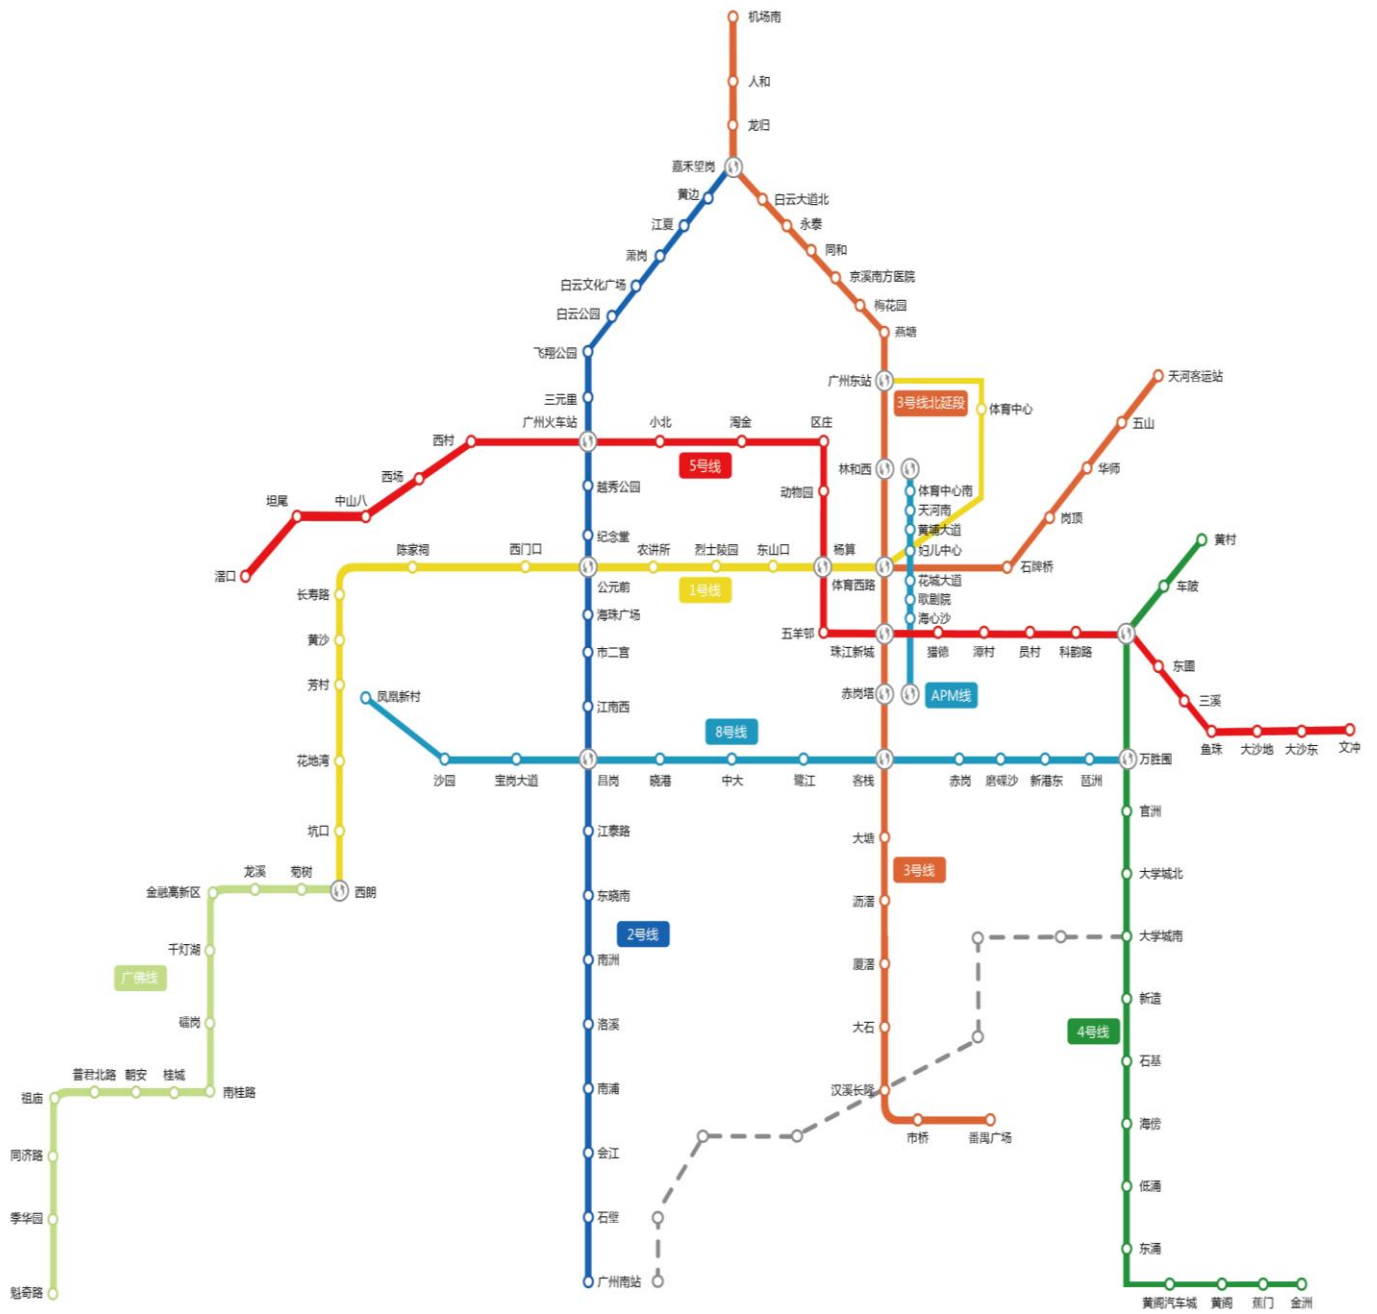 机场南
人和
龙归
嘉禾望岗
黄边
白云大道北
江夏
永泰
萧岗
同和
白云文化广场
京溪南方医院
白云公园
梅花园
飞翔公园
燕塘
广州东站
天河客运站
3号线北延段
体育中心
三元里
广州火车站
小北
淘金
区庄
五山
西村
5号线
林和西
华师
西场
越秀公园
动物园
体育中心南
坦尾
中山八
天河南
岗顶
黄埔大道
纪念堂
黄村
陈家祠
西门口
农讲所
烈士陵园
东山口
杨箕
妇儿中心
滘口
公元前
体育西路
石牌桥
花城大道
车陂
1号线
长寿路
歌剧院
海珠广场
海心沙
黄沙
市二宫
五羊邨
珠江新城
猎德
潭村
员村
科韵路
东圃
芳村
凤凰新村
赤岗塔
APM线
江南西
三溪
8号线
鱼珠
大沙地
大沙东
文冲
花地湾
沙园
宝岗大道
昌岗
晓港
中大
鹭江
客栈
赤岗
磨碟沙
新港东
琶洲
万胜围
官洲
坑口
江泰路
大塘
3号线
龙溪
菊树
大学城北
金融高新区
西朗
东晓南
沥滘
2号线
大学城南
千灯湖
南洲
厦滘
广佛线
新造
礌岗
洛溪
大石
4号线
石基
普君北路
朝安
桂城
南桂路
祖庙
南浦
汉溪长隆
市桥
番禺广场
海傍
同济路
会江
低涌
季华园
石壁
东涌
魁奇路
广州南站
黄阁汽车城
黄阁
蕉门
金洲